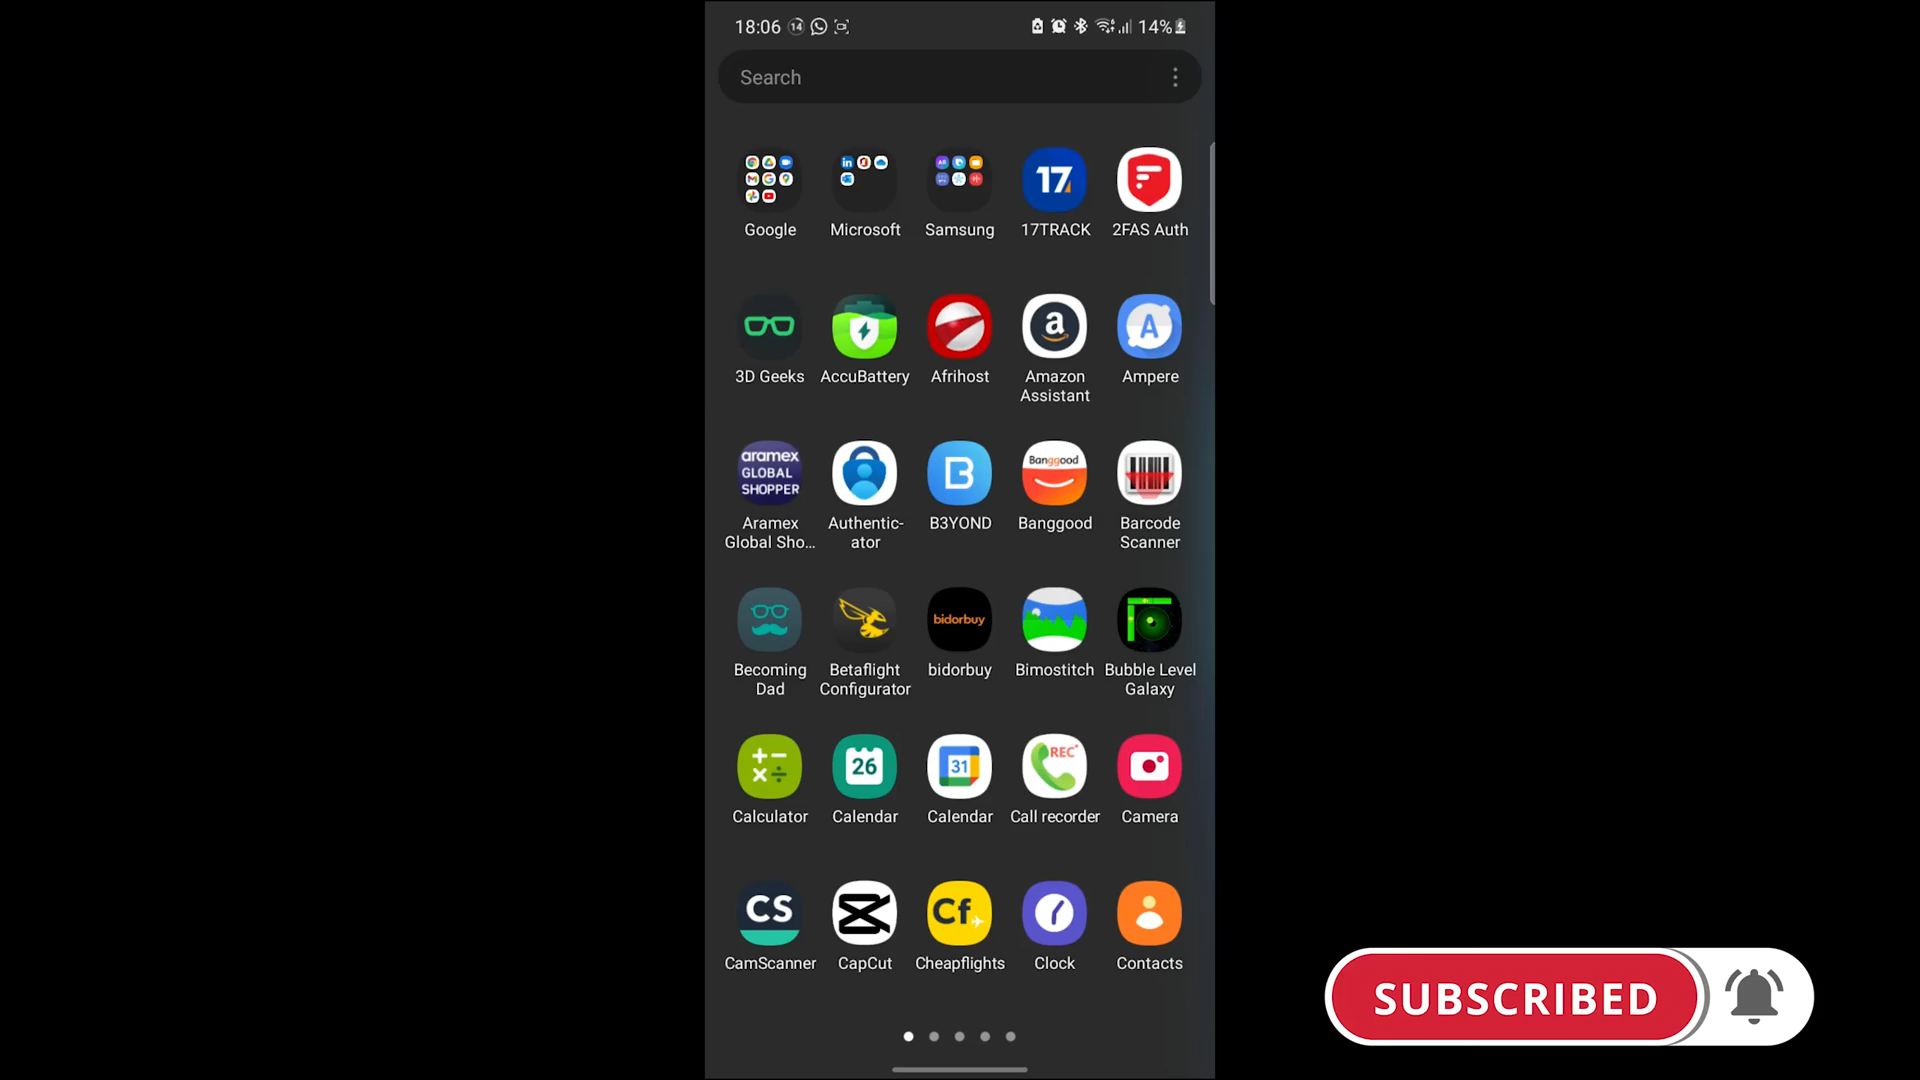 18:06 14 14%
Search
17
Google Microsoft Samsung 17TRACK 2FAS Auth
a A
3D Geeks AccuBattery Afrihost Amazon Assistant Ampere
aramex
GLOBAL
SHOPPER
B
Banggood
Aramex Global Sho... Authentic-ator B3YOND Banggood Barcode Scanner
bidorbuy
Becoming Dad Betaflight Configurator bidorbuy Bimostitch Bubble Level Galaxy
26 31 REC
Calculator Calendar Calendar Call recorder Camera
CS Cf
CamScanner CapCut Cheapflights Clock Contacts
SUBSCRIBED